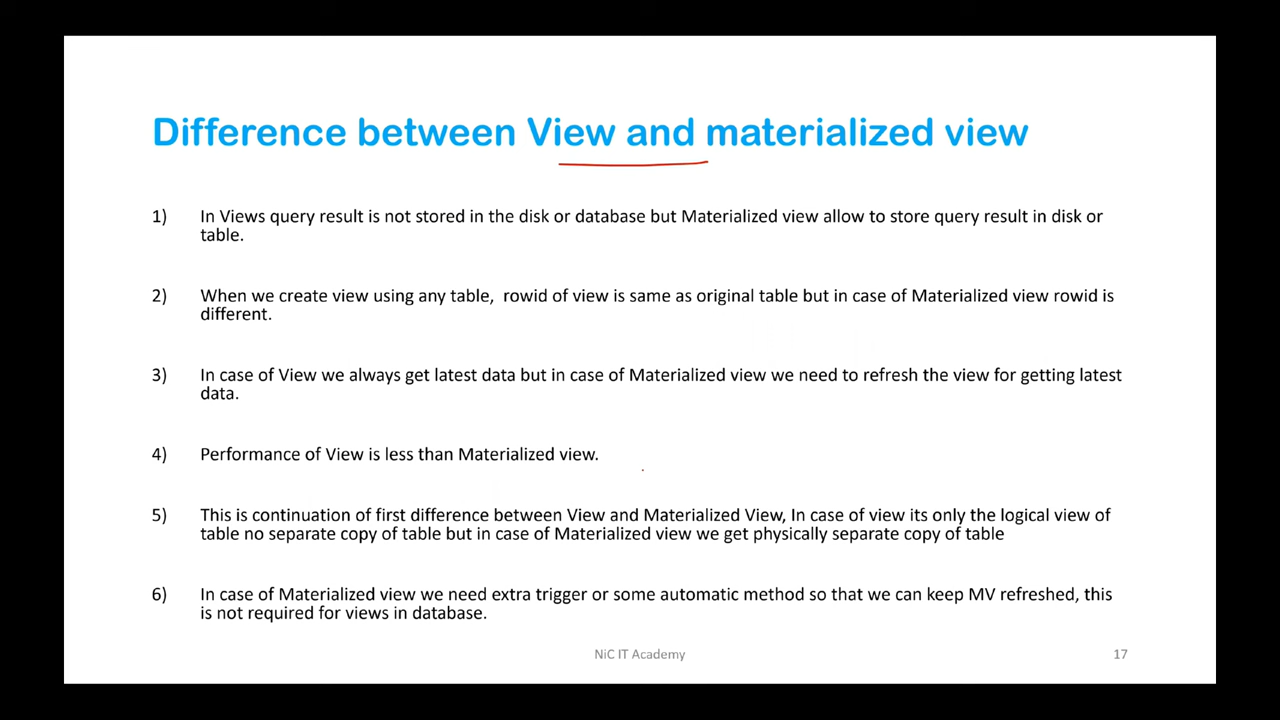 Difference between View and materialized view
1) In Views query result is not stored in the disk or database but Materialized view allow to store query result in disk or
table.
2) When we create view using any table,  rowid of view is same as original table but in case of Materialized view rowid is
different.
3) In case of View we always get latest data but in case of Materialized view we need to refresh the view for getting latest
data.
4) Performance of View is less than Materialized view.
5) This is continuation of first difference between View and Materialized View, In case of view its only the logical view of
table no separate copy of table but in case of Materialized view we get physically separate copy of table
6) In case of Materialized view we need extra trigger or some automatic method so that we can keep MV refreshed, this
is not required for views in database.
NiC IT Academy
17